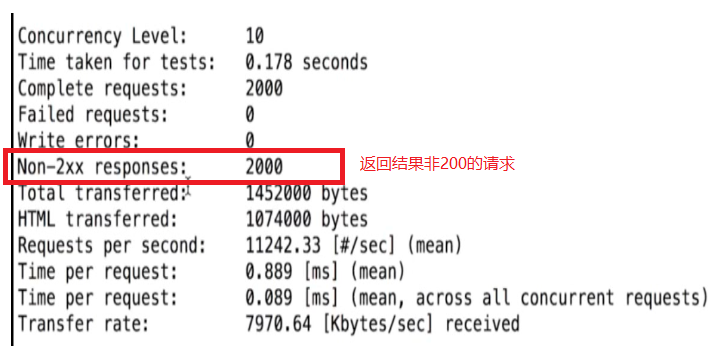 Concurrency Level: 10
Time taken for tests: 0.178 seconds
Complete requests: 2000
Failed requests: 0
Write errors: 0
Non-2xx responses: 2000 返回结果非200的请求
Total transferred: 1452000 bytes
HTML transferred: 1074000 bytes
Requests per second: 11242.33 [#/sec] (mean)
Time per request: 0.889 [ms] (mean)
Time per request: 0.089 [ms] (mean, across all concurrent requests)
Transfer rate: 7970.64 [Kbytes/sec] received